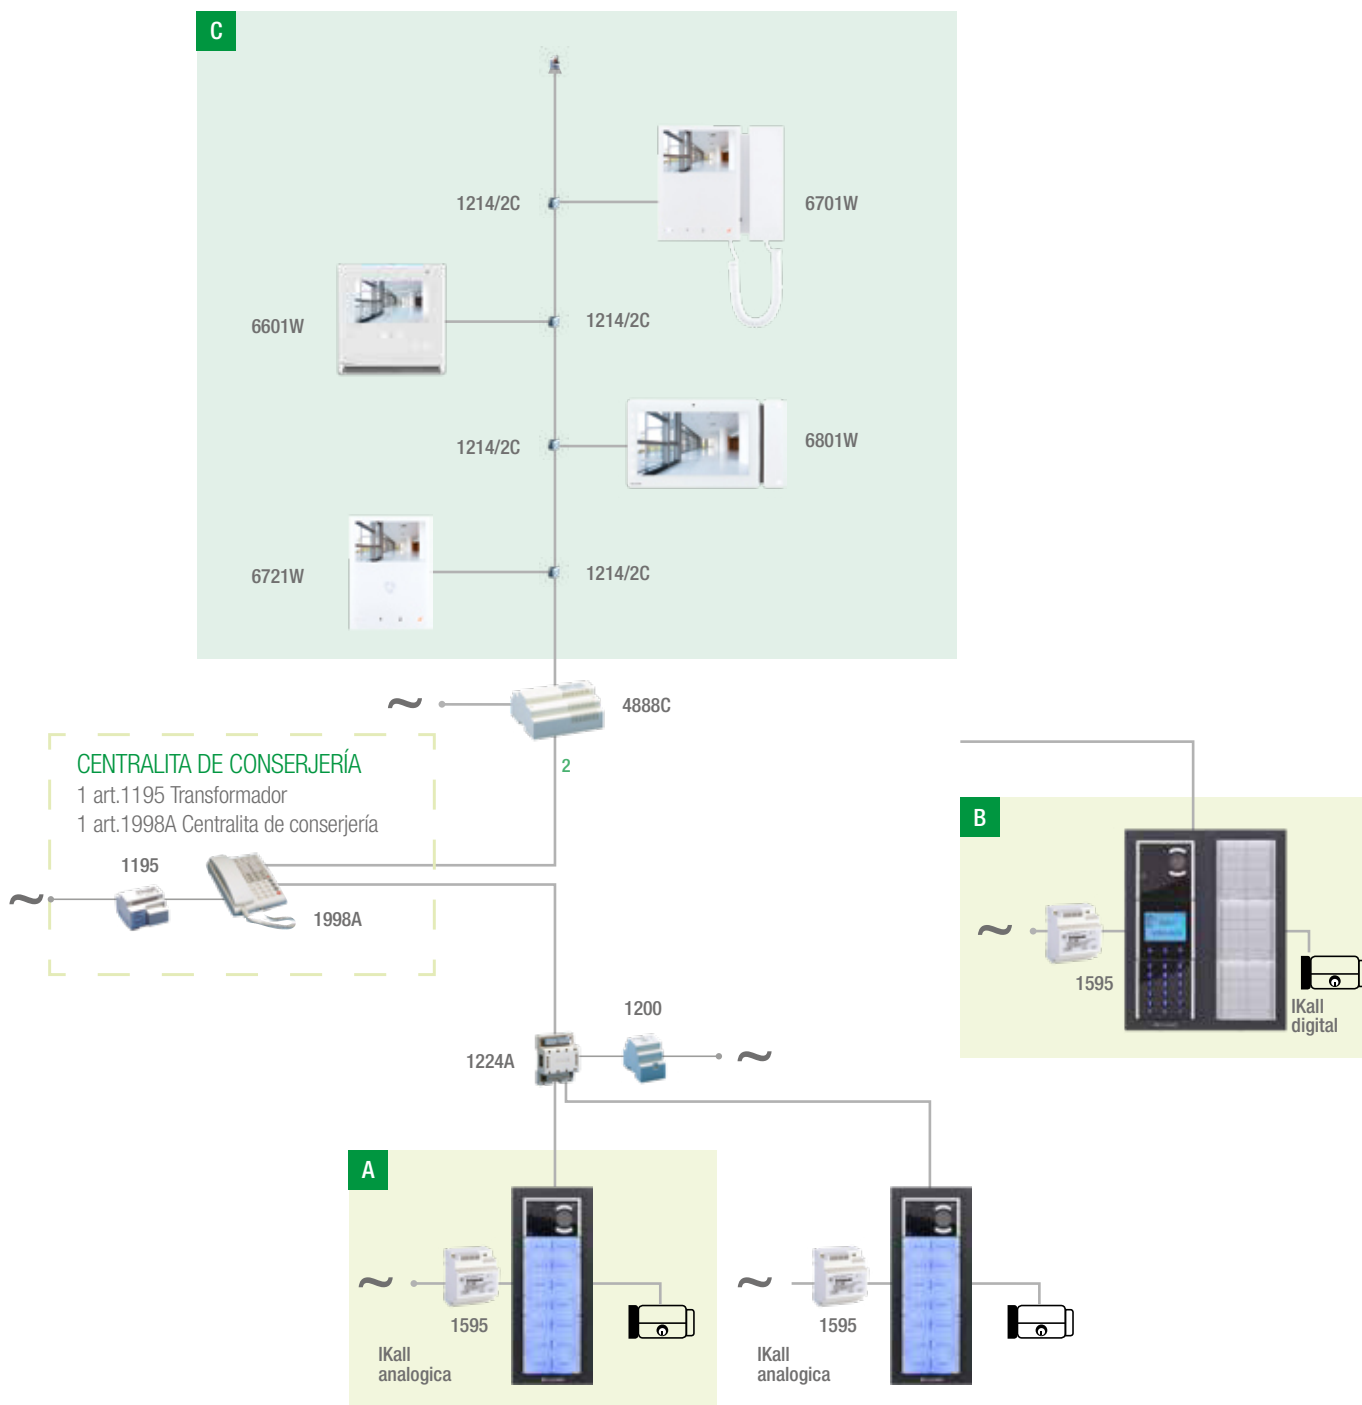 C
1214/2C
6701W
6601W
1214/2C
1214/2C
6801W
6721W
1214/2C
4888C
2
CENTRALITA DE CONSERJERÍA
1 art.1195 Transformador
1 art.1998A Centralita de conserjería
1195
1998A
B
1595
IKall
digital
1200
1224A
A
1595
IKall
analogica
1595
IKall
analogica